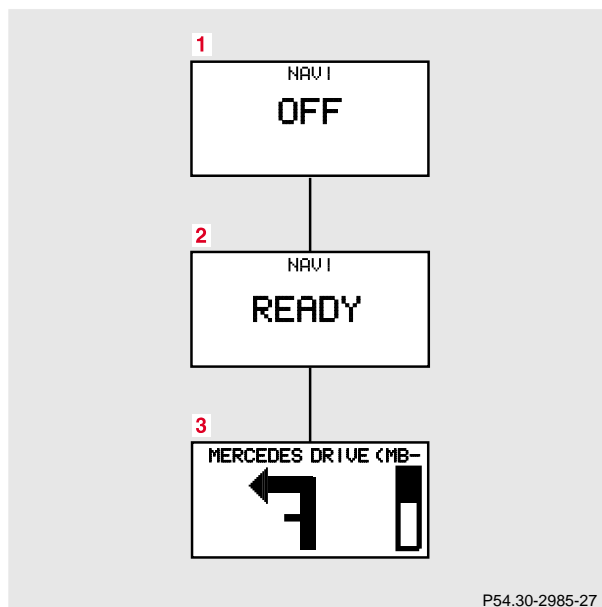 1
NAVI
OFF
2
NAVI
READY
3
MERCEDES DRIVE (MB-
P54.30-2985-27